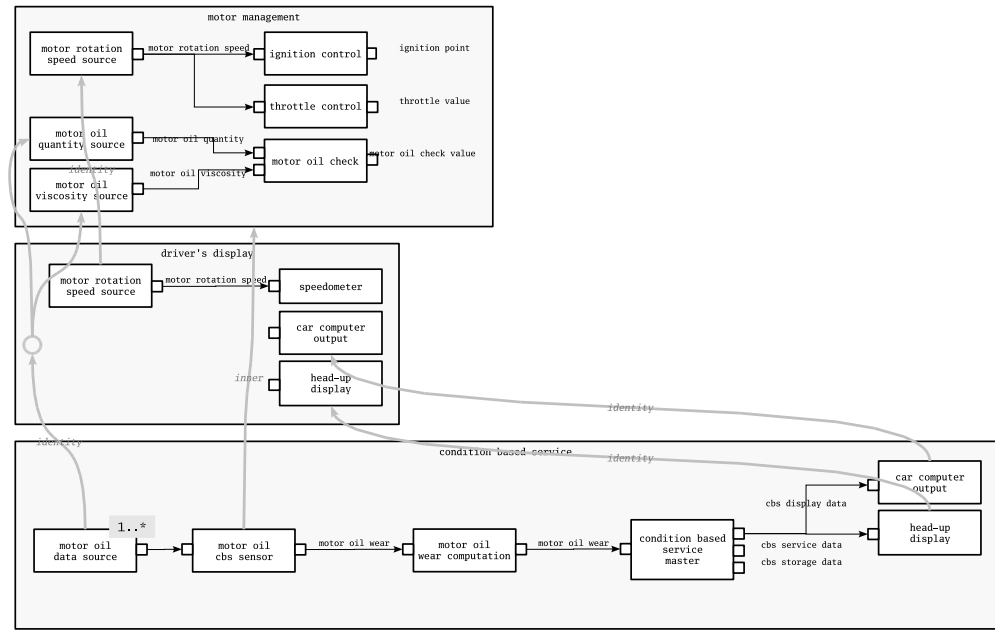 motor management
motor rotation
speed source
motor rotation speed
ignition control
ignition point
throttle control
throttle value
motor oil
quantity source
motor oil quantity
motor oil check
motor oil check value
identity
motor oil
viscosity source
motor oil viscosity
driver's display
motor rotation
speed source
motor rotation speed
speedometer
car computer
output
inner
head-up
display
identity
identity
condition based service
identity
car computer
output
cbs display data
1..*
motor oil
data source
motor oil
cbs sensor
motor oil wear
motor oil
wear computation
motor oil wear
condition based
service
master
cbs service data
cbs storage data
head-up
display